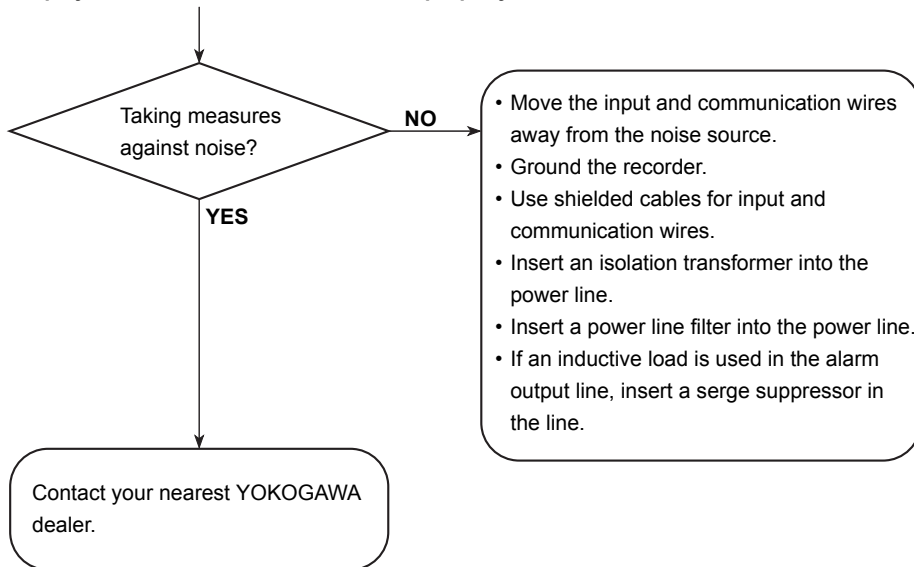 Taking measures
against noise?
NO
YES
• Move the input and communication wires
away from the noise source.
• Ground the recorder.
• Use shielded cables for input and
communication wires.
• Insert an isolation transformer into the
power line.
• Insert a power line filter into the power line.
• If an inductive load is used in the alarm
output line, insert a serge suppressor in
the line.
Contact your nearest YOKOGAWA
dealer.